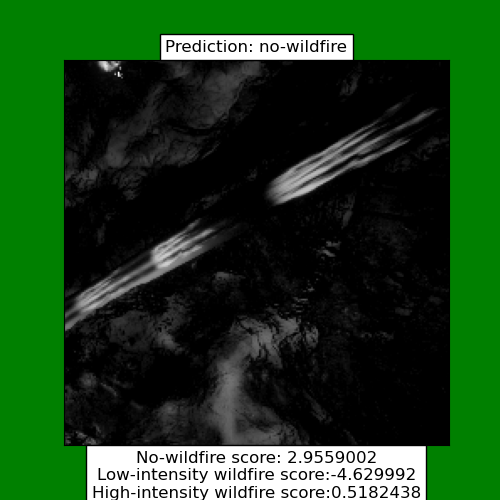 Prediction: no-wildfire
No-wildfire score: 2.9559002
Low-intensity wildfire score:-4.629992
High-intensity wildfire score:0.5182438